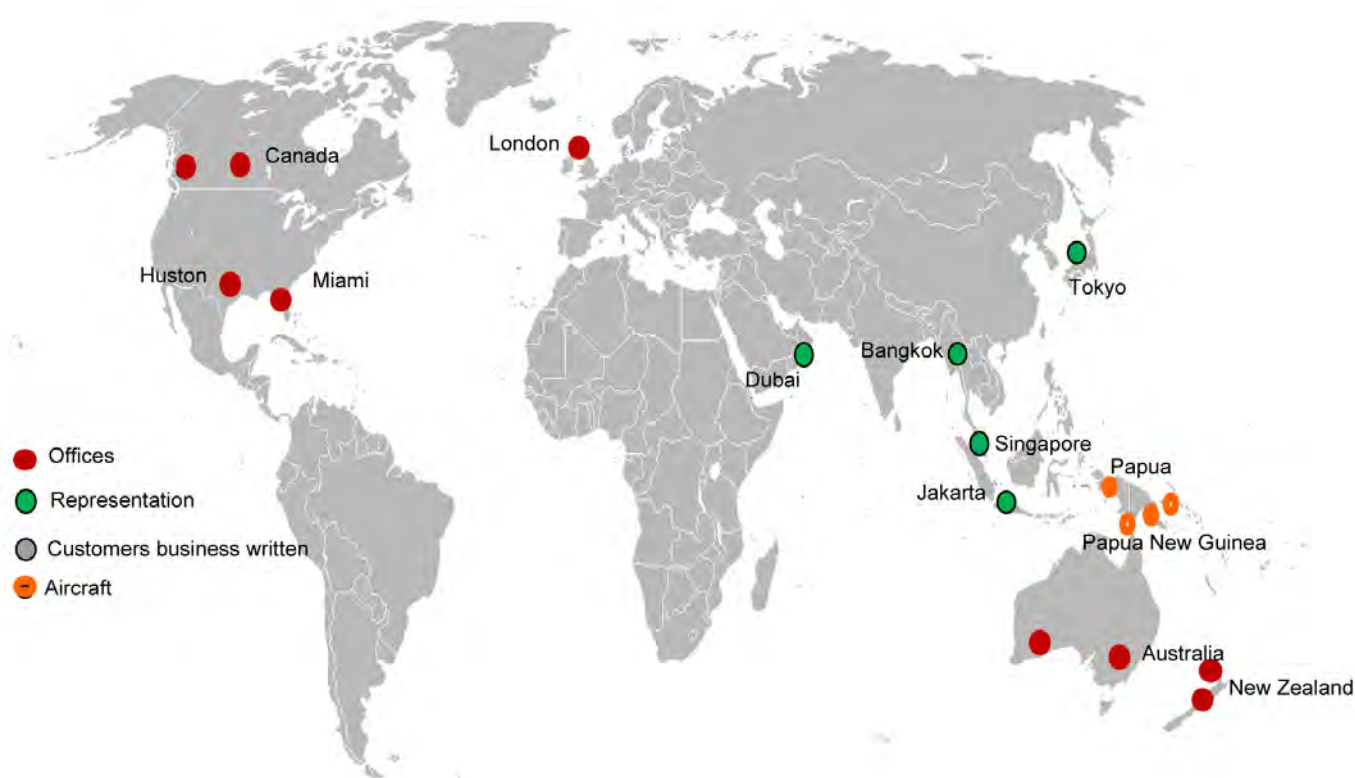 London
Canada
Huston
Miami
Tokyo
Bangkok
Dubai
Offices
Singapore
Papua
Representation
Jakarta
Customers business written
Papua New Guinea
Aircraft
Australia
New Zealand